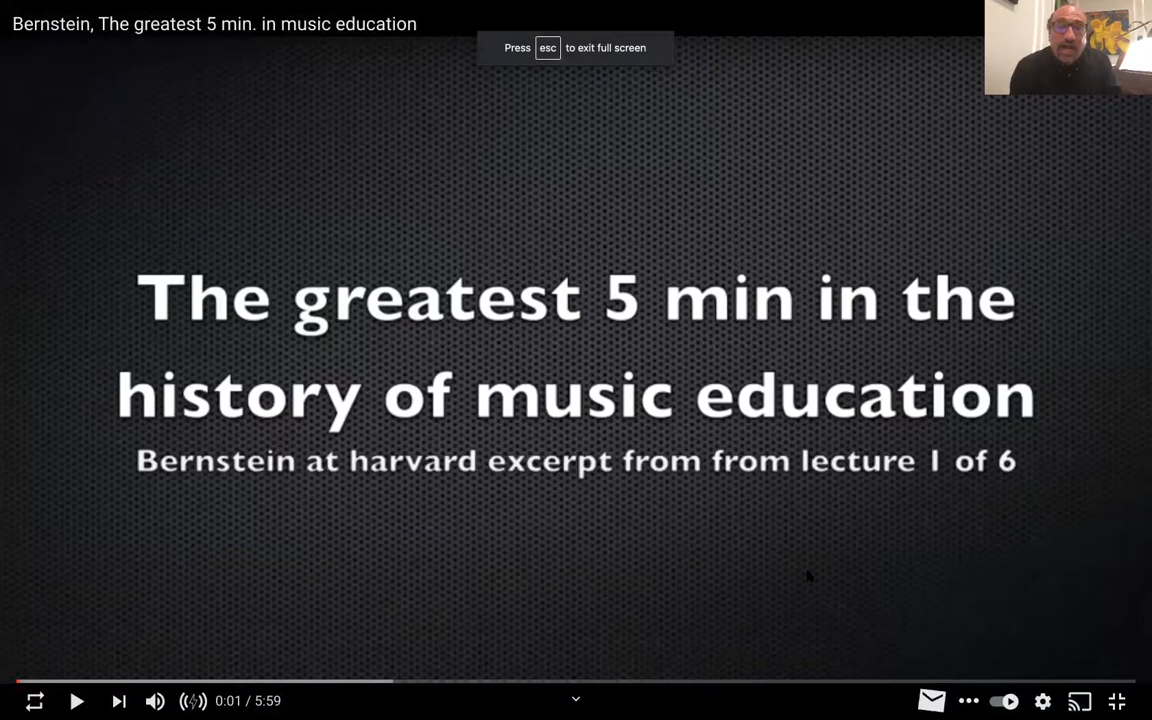 Bernstein, The greatest 5 min. in music education
Press esc to exit full screen
The greatest 5 min in the
history of music education
Bernstein at harvard excerpt from from lecture 1 of 6
0:01 / 5:59